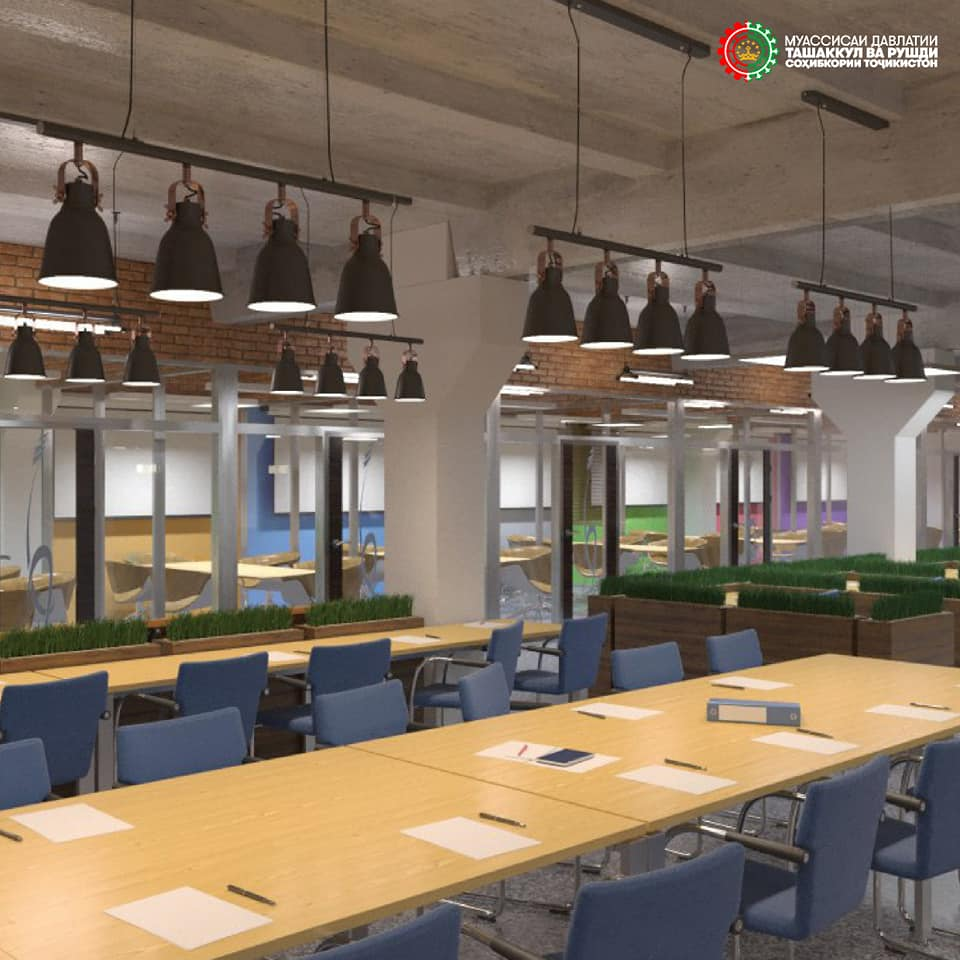 МУАССИСАИ ДАВЛАТИИ
ТАШАККУЛ ВА РУШДИ
СОҲИБКОРИИ ТОҶИКИСТОН